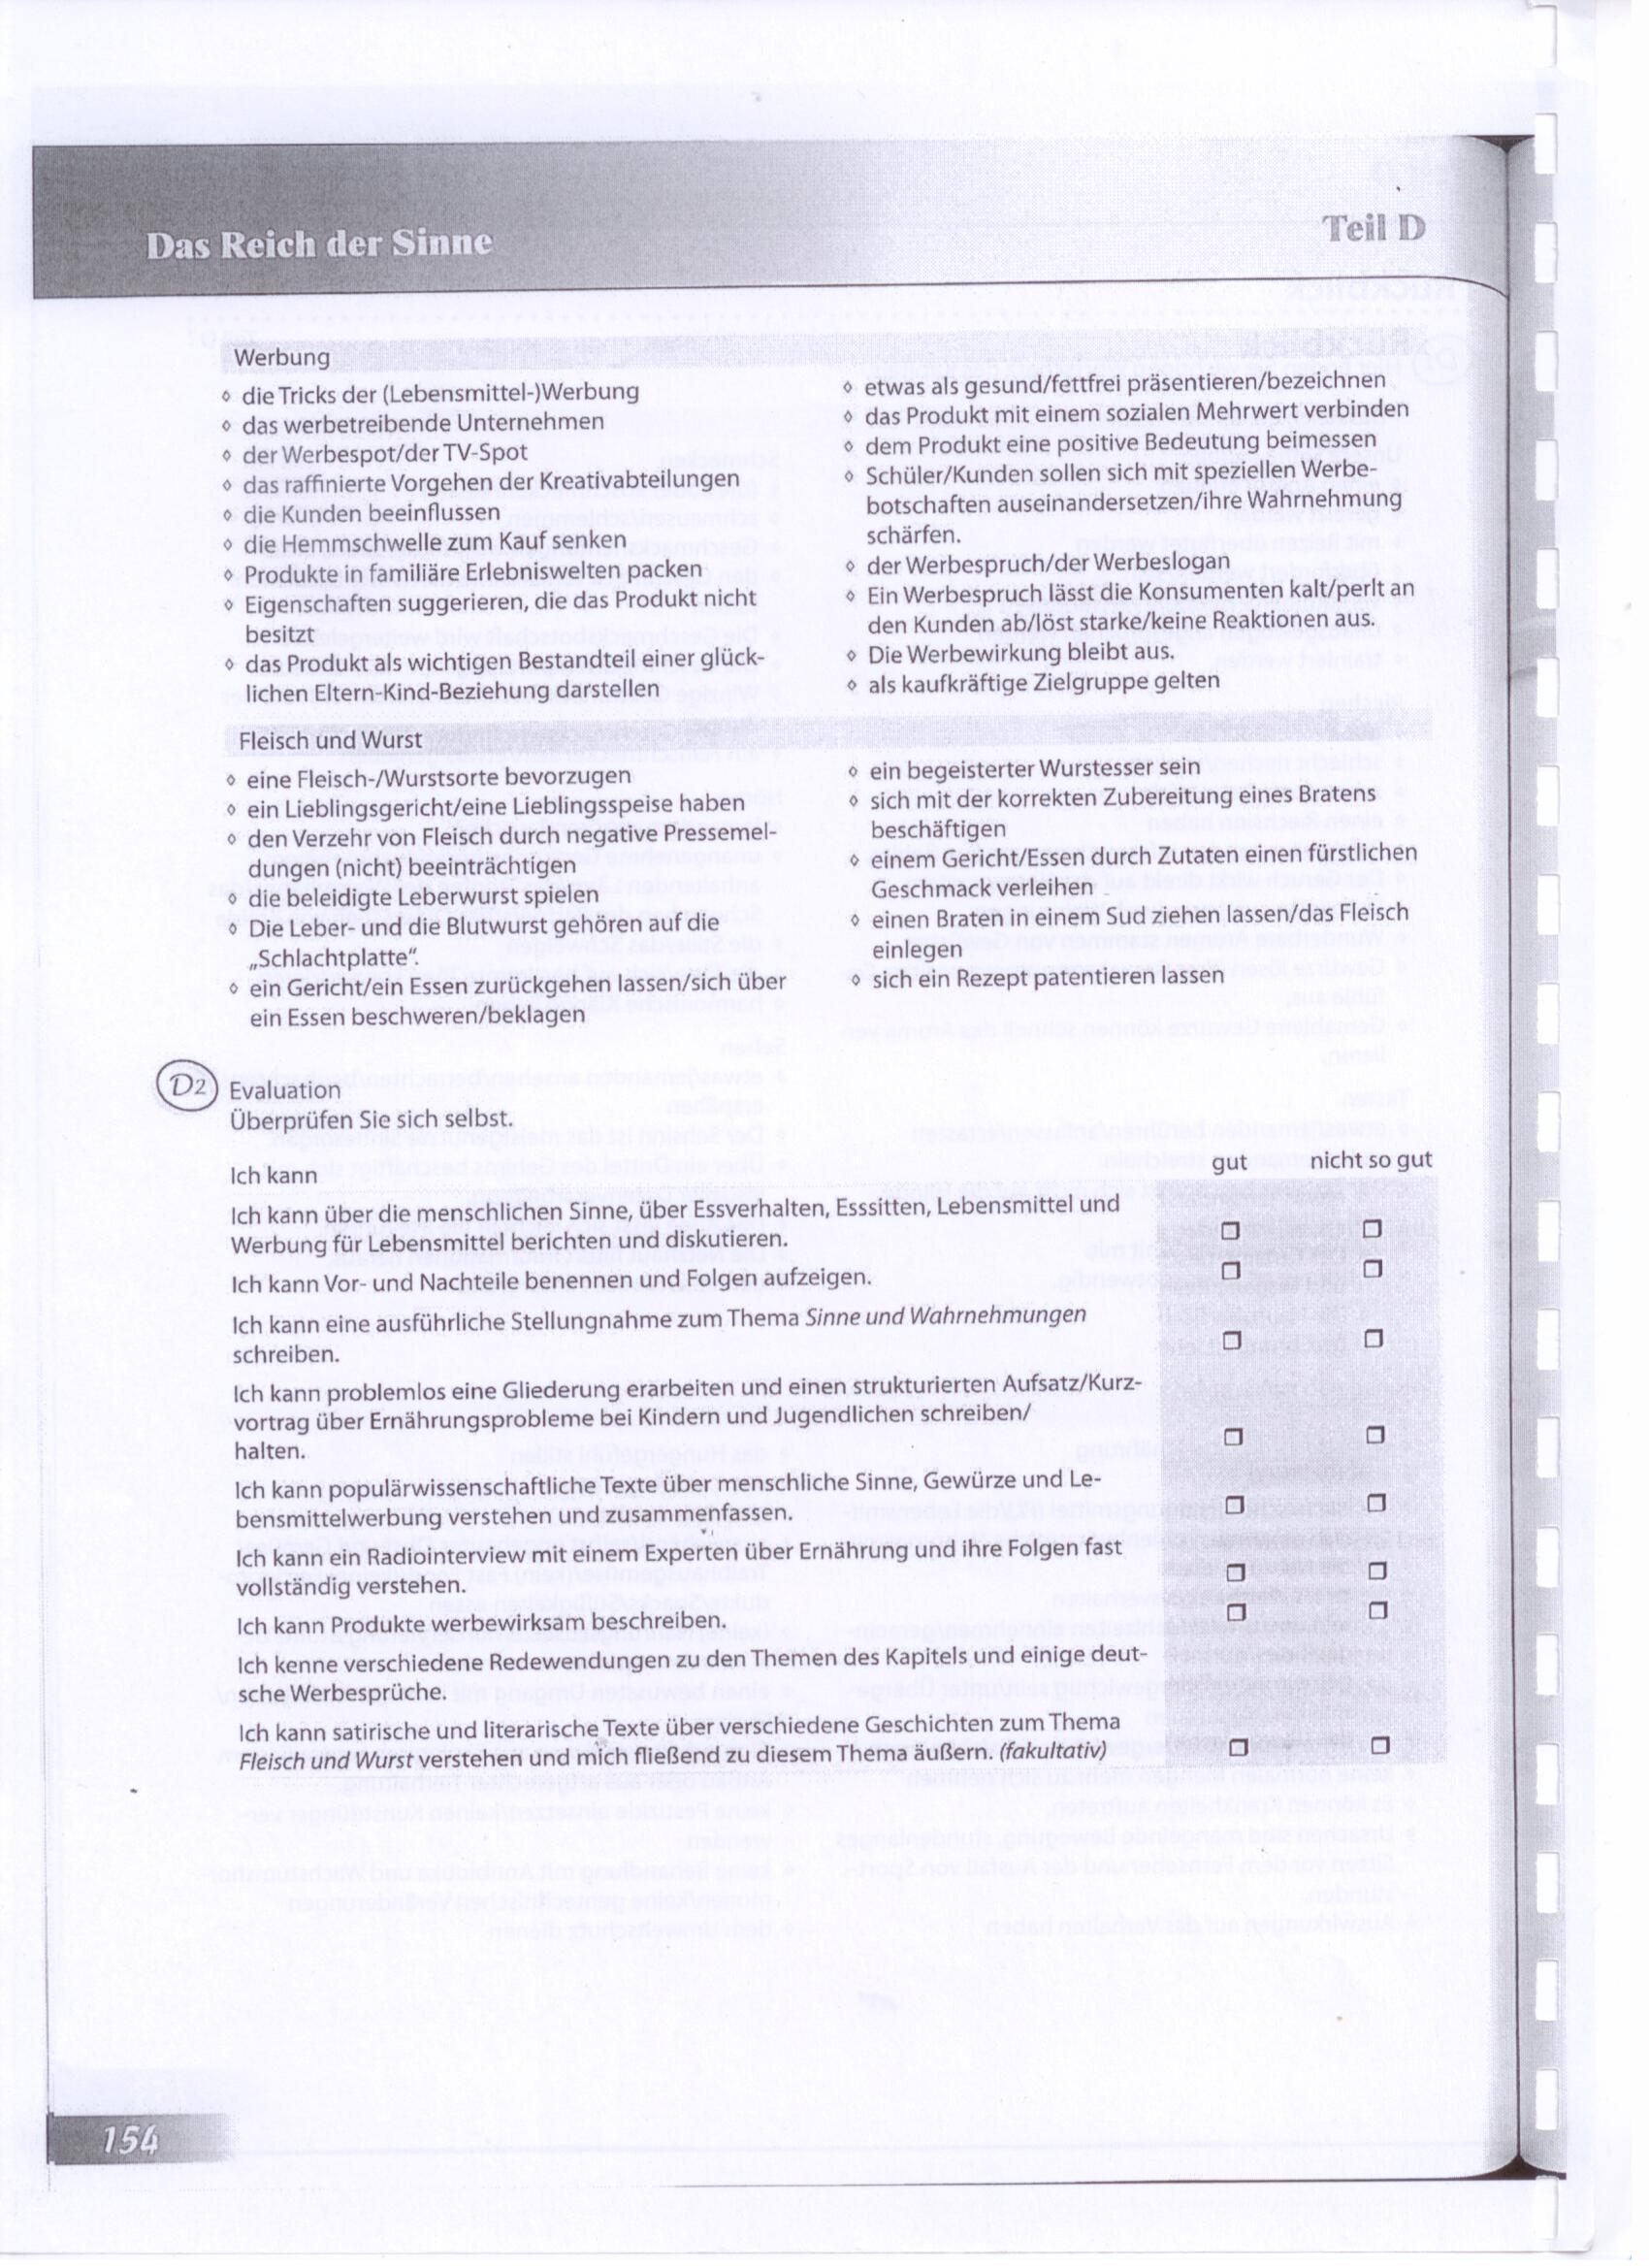 Das Reich der Sinne
Teil D
Werbung
◊ die Tricks der (Lebensmittel-)Werbung
◊ das werbetreibende Unternehmen
◊ der Werbespot/der TV-Spot
◊ das raffinierte Vorgehen der Kreativabteilungen
◊ die Kunden beeinflussen
◊ die Hemmschwelle zum Kauf senken
◊ Produkte in familiäre Erlebniswelten packen
◊ Eigenschaften suggerieren, die das Produkt nicht
besitzt
◊ das Produkt als wichtigen Bestandteil einer glück-
lichen Eltern-Kind-Beziehung darstellen
◊ etwas als gesund/fettfrei präsentieren/bezeichnen
◊ das Produkt mit einem sozialen Mehrwert verbinden
◊ dem Produkt eine positive Bedeutung beimessen
◊ Schüler/Kunden sollen sich mit speziellen Werbe-
botschaften auseinandersetzen/ihre Wahrnehmung
schärfen.
◊ der Werbespruch/der Werbeslogan
◊ Ein Werbespruch lässt die Konsumenten kalt/perlt an
den Kunden ab/löst starke/keine Reaktionen aus.
◊ Die Werbewirkung bleibt aus.
◊ als kaufkräftige Zielgruppe gelten
Fleisch und Wurst
◊ eine Fleisch-/Wurstsorte bevorzugen
◊ ein Lieblingsgericht/eine Lieblingsspeise haben
◊ den Verzehr von Fleisch durch negative Pressemel-
dungen (nicht) beeinträchtigen
◊ die beleidigte Leberwurst spielen
◊ Die Leber- und die Blutwurst gehören auf die
„Schlachtplatte“.
◊ ein Gericht/ein Essen zurückgehen lassen/sich über
ein Essen beschweren/beklagen
◊ ein begeisterter Wurstesser sein
◊ sich mit der korrekten Zubereitung eines Bratens
beschäftigen
◊ einem Gericht/Essen durch Zutaten einen fürstlichen
Geschmack verleihen
◊ einen Braten in einem Sud ziehen lassen/das Fleisch
einlegen
◊ sich ein Rezept patentieren lassen
D2 Evaluation
Überprüfen Sie sich selbst.
Ich kann gut nicht so gut
Ich kann über die menschlichen Sinne, über Essverhalten, Esssitten, Lebensmittel und
Werbung für Lebensmittel berichten und diskutieren.
Ich kann Vor- und Nachteile benennen und Folgen aufzeigen.
Ich kann eine ausführliche Stellungnahme zum Thema Sinne und Wahrnehmungen
schreiben.
Ich kann problemlos eine Gliederung erarbeiten und einen strukturierten Aufsatz/Kurz-
vortrag über Ernährungsprobleme bei Kindern und Jugendlichen schreiben/
halten.
Ich kann populärwissenschaftliche Texte über menschliche Sinne, Gewürze und Le-
bensmittelwerbung verstehen und zusammenfassen.
Ich kann ein Radiointerview mit einem Experten über Ernährung und ihre Folgen fast
vollständig verstehen.
Ich kann Produkte werbewirksam beschreiben.
Ich kenne verschiedene Redewendungen zu den Themen des Kapitels und einige deut-
sche Werbesprüche.
Ich kann satirische und literarische Texte über verschiedene Geschichten zum Thema
Fleisch und Wurst verstehen und mich fließend zu diesem Thema äußern. (fakultativ)
154